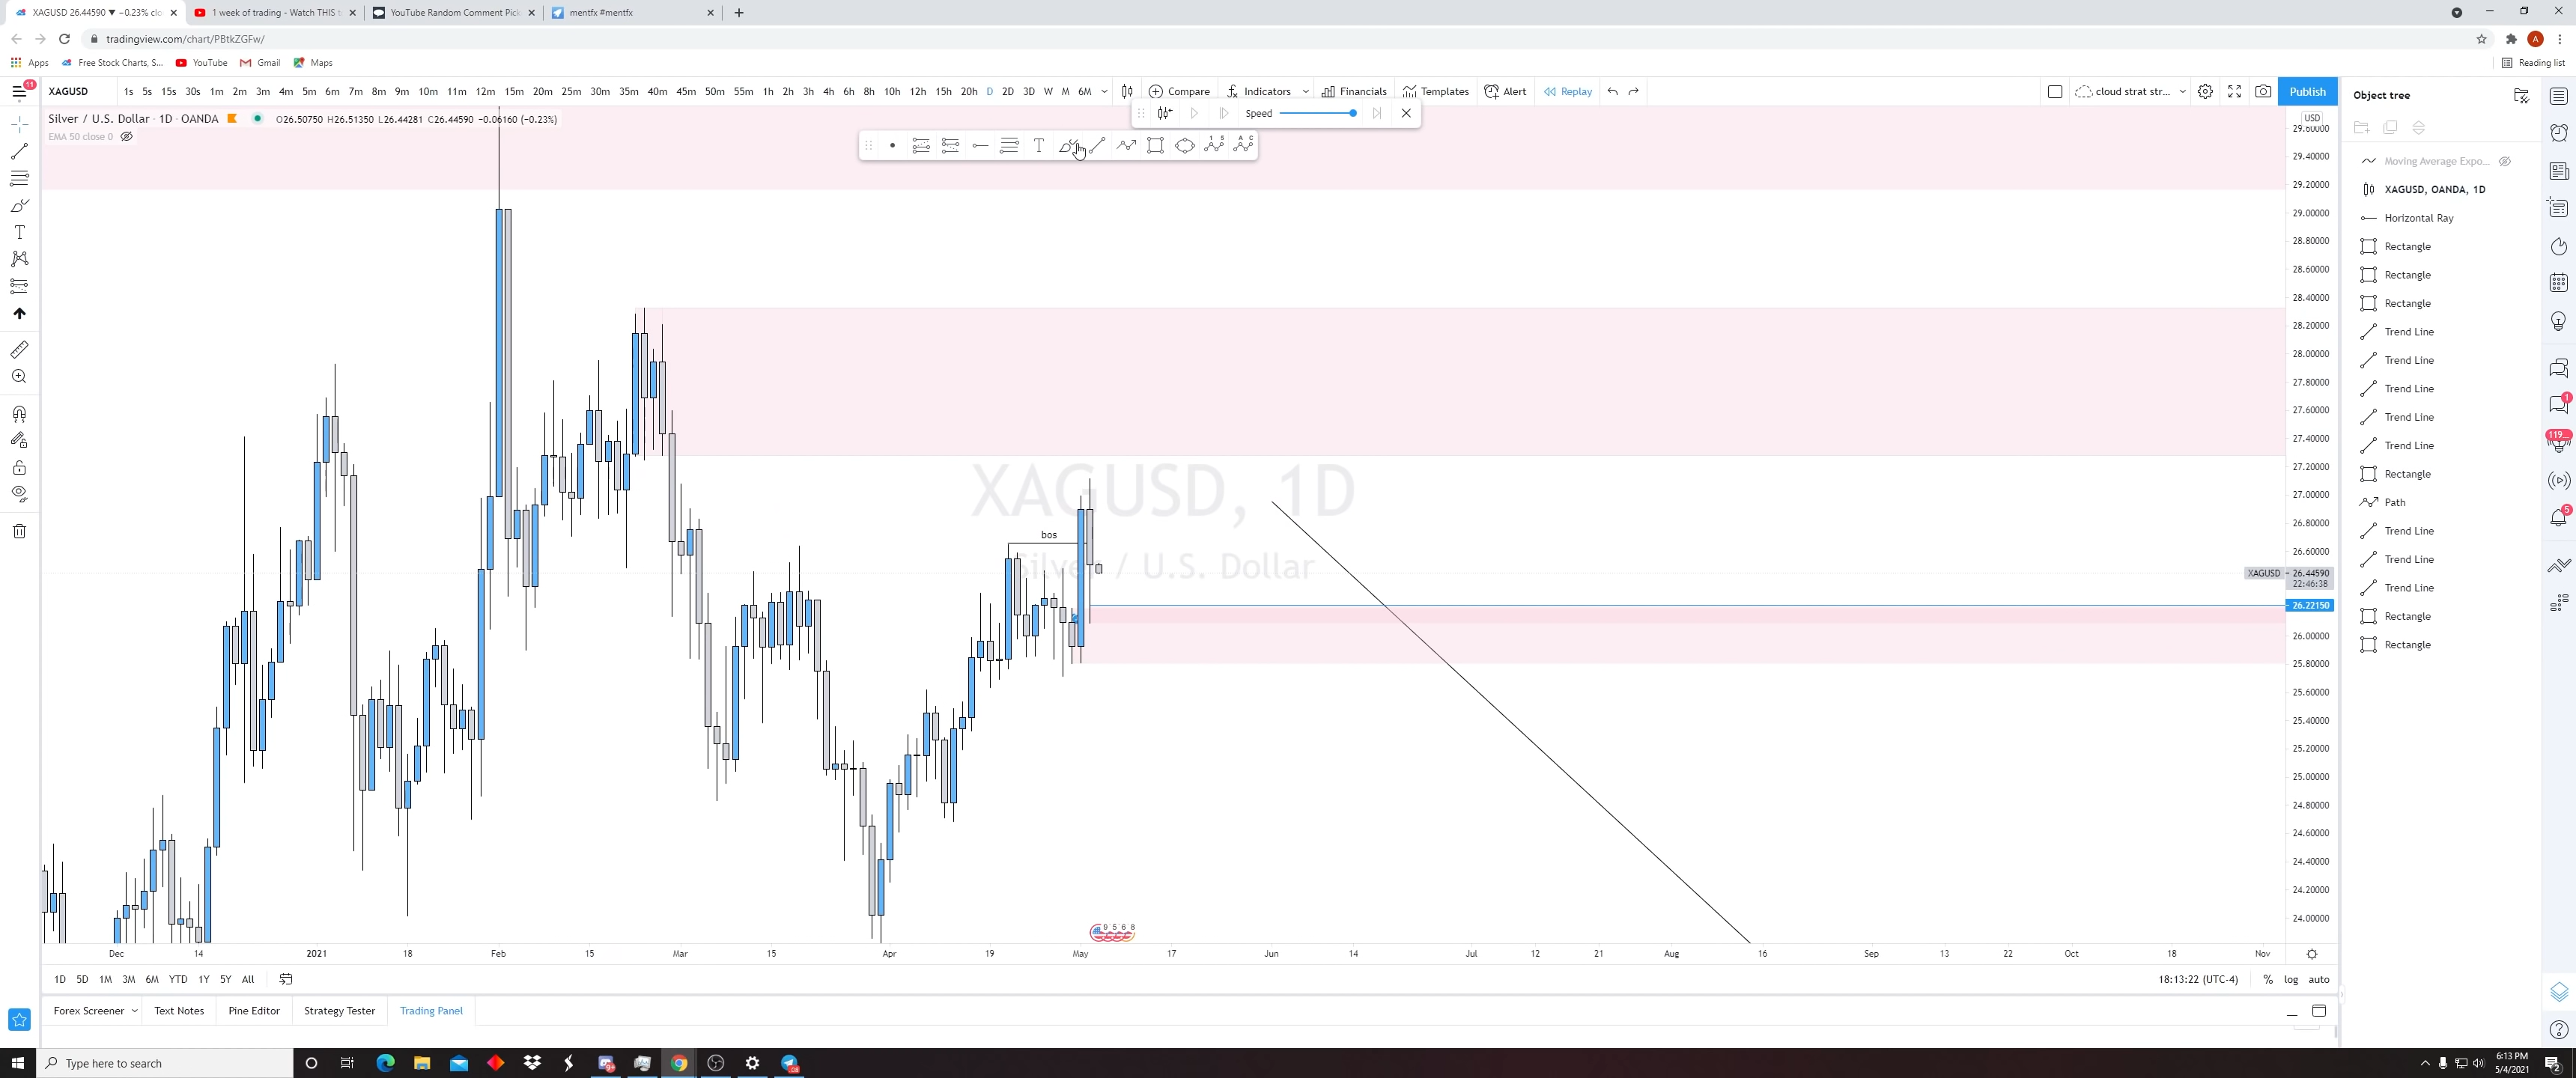 XAGUSD 26.44590 ▼ −0.23% clo
1 week of trading - Watch THIS t
YouTube Random Comment Pick
mentfx #mentfx
tradingview.com/chart/PBtkZGFw/
A
Apps
Free Stock Charts, S...
YouTube
Gmail
Maps
Reading list
11
XAGUSD
1s 5s 15s 30s 1m 2m 3m 4m 5m 6m 7m 8m 9m 10m 11m 12m 15m 20m 25m 30m 35m 40m 45m 50m 55m 1h 2h 3h 4h 6h 8h 10h 12h 15h 20h D 2D 3D W M 6M
Compare
Indicators
Financials
Templates
Alert
Replay
cloud strat str...
Publish
Object tree
Silver / U.S. Dollar · 1D · OANDA
O26.50750 H26.51350 L26.44281 C26.44590 −0.06160 (−0.23%)
EMA 50 close 0
Speed
USD
29.60000
29.40000
29.20000
29.00000
28.80000
28.60000
28.40000
28.20000
28.00000
27.80000
27.60000
27.40000
27.20000
27.00000
26.80000
26.60000
XAGUSD
26.44590
22:46:38
26.22150
26.00000
25.80000
25.60000
25.40000
25.20000
25.00000
24.80000
24.60000
24.40000
24.20000
24.00000
XAGUSD, 1D
Silver / U.S. Dollar
bos
9 5 6 8
Moving Average Expo...
XAGUSD, OANDA, 1D
Horizontal Ray
Rectangle
Rectangle
Rectangle
Trend Line
Trend Line
Trend Line
Trend Line
Trend Line
Rectangle
Path
Trend Line
Trend Line
Trend Line
Rectangle
Rectangle
1
119...
5
Dec 14 2021 18 Feb 15 Mar 15 Apr 19 May 17 Jun 14 Jul 12 21 Aug 16 Sep 13 22 Oct 18 Nov
1D 5D 1M 3M 6M YTD 1Y 5Y All
18:13:22 (UTC-4)
% log auto
Forex Screener
Text Notes
Pine Editor
Strategy Tester
Trading Panel
Type here to search
6:13 PM
5/4/2021
2